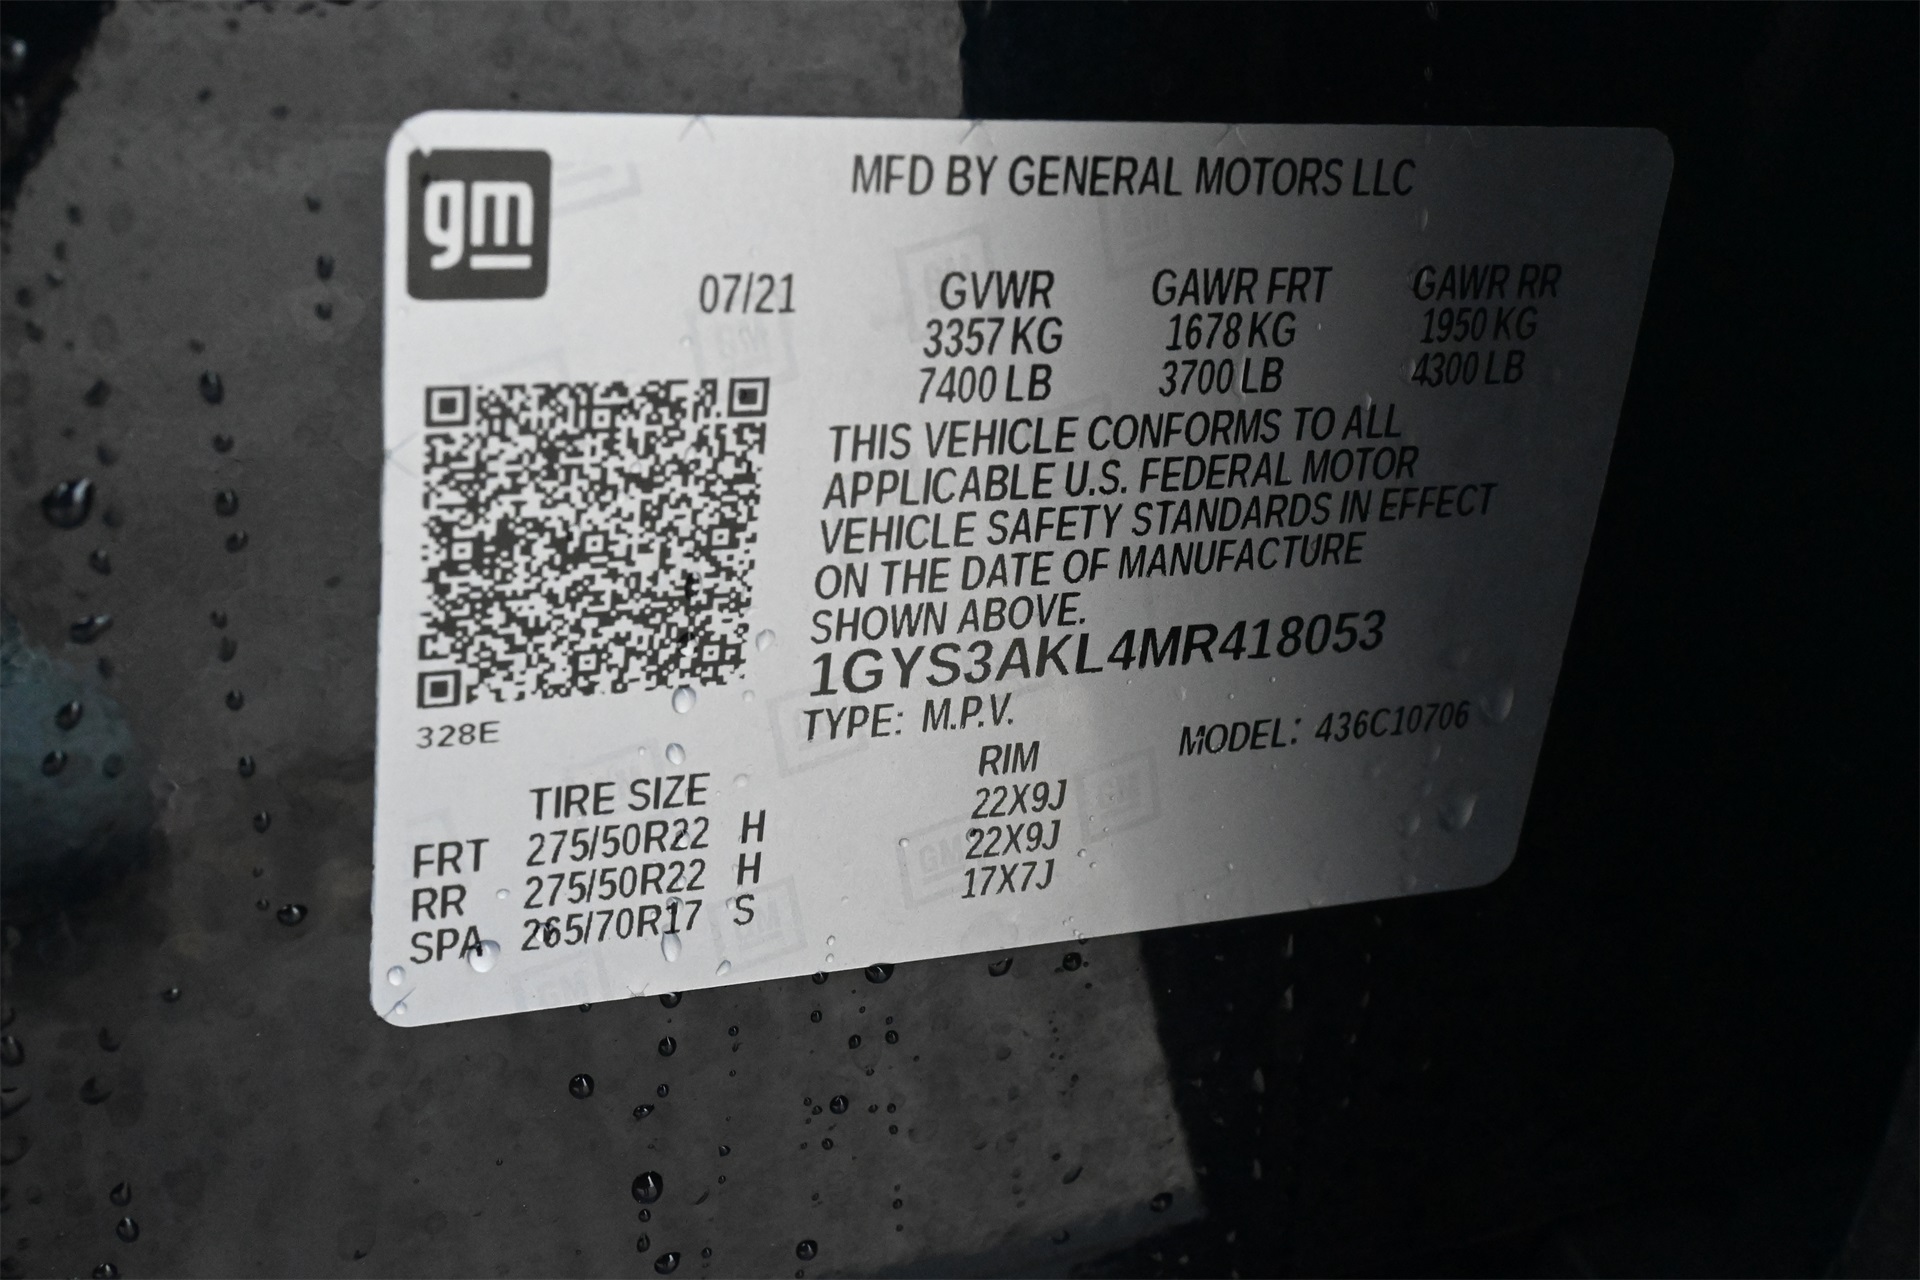 gm
MFD BY GENERAL MOTORS LLC
07/21 GVWR GAWR FRT GAWR RR
3357 KG 1678 KG 1950 KG
7400 LB 3700 LB 4300 LB
THIS VEHICLE CONFORMS TO ALL
APPLICABLE U.S. FEDERAL MOTOR
VEHICLE SAFETY STANDARDS IN EFFECT
ON THE DATE OF MANUFACTURE
SHOWN ABOVE.
1GYS3AKL4MR418053
TYPE: M.P.V. MODEL: 436C10706
328E
TIRE SIZE RIM
FRT 275/50R22 H 22X9J
RR 275/50R22 H 22X9J
SPA 265/70R17 S 17X7J